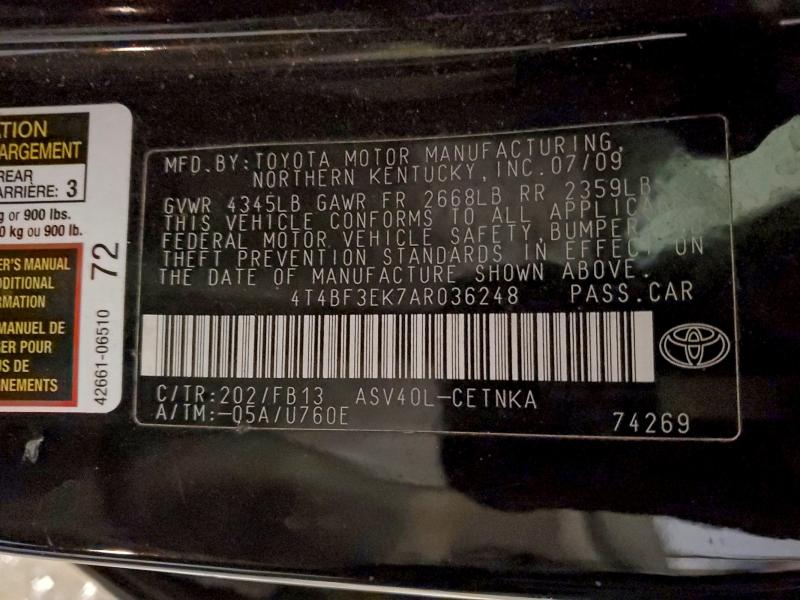 TION
ARGEMENT
REAR
ARRIÈRE: 3
g or 900 lbs.
0 kg ou 900 lb.
ER'S MANUAL
DDITIONAL
RMATION
MANUEL DE
GER POUR
US DE
NEMENTS
42661-06510 72
MFD.BY:TOYOTA MOTOR MANUFACTURING,
NORTHERN KENTUCKY,INC.07/09
GVWR 4345LB GAWR FR 2668LB RR 2359LB
THIS VEHICLE CONFORMS TO ALL APPLICA
FEDERAL MOTOR VEHICLE SAFETY,BUMPER,
THEFT PREVENTION STANDARDS IN EFFECT ON
THE DATE OF MANUFACTURE SHOWN ABOVE.
4T4BF3EK7AR036248 PASS.CAR
C/TR:202/FB13 ASV40L-CETNKA
A/TM:-05A/U760E 74269